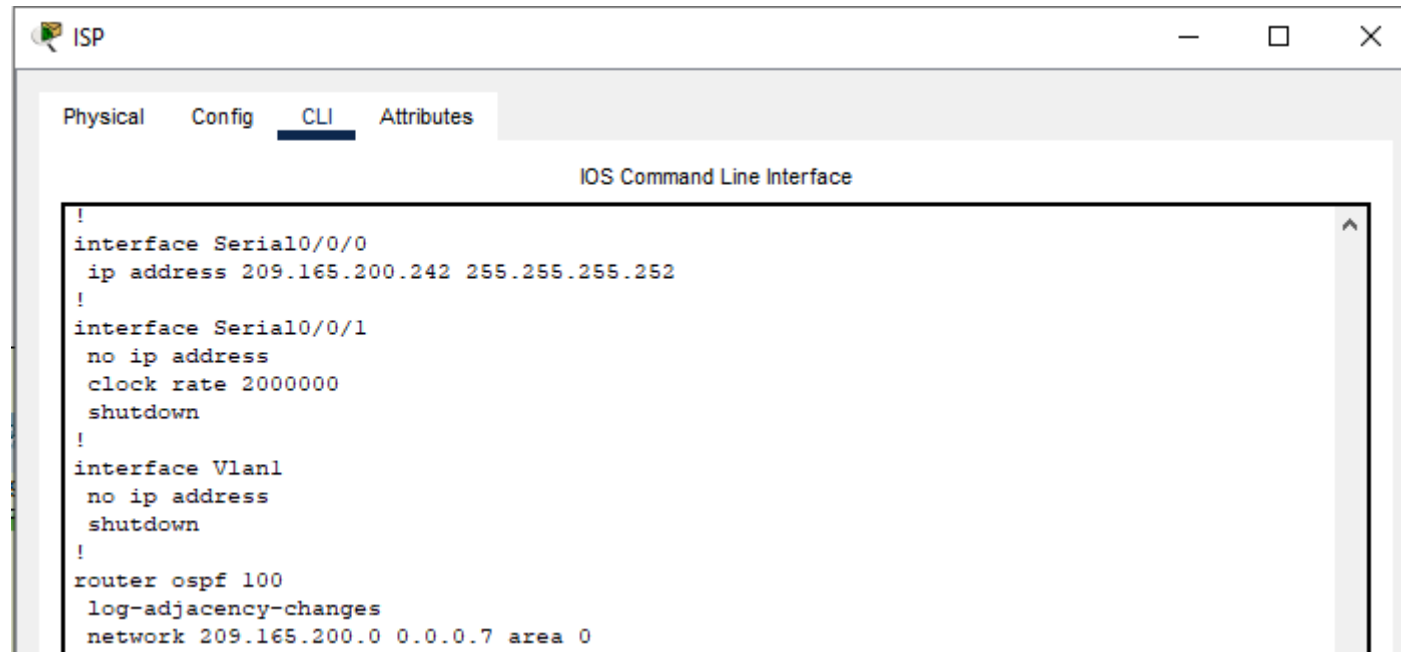 ISP
Physical Config CLI Attributes
IOS Command Line Interface
!
interface Serial0/0/0
 ip address 209.165.200.242 255.255.255.252
!
interface Serial0/0/1
 no ip address
 clock rate 2000000
 shutdown
!
interface Vlan1
 no ip address
 shutdown
!
router ospf 100
 log-adjacency-changes
 network 209.165.200.0 0.0.0.7 area 0